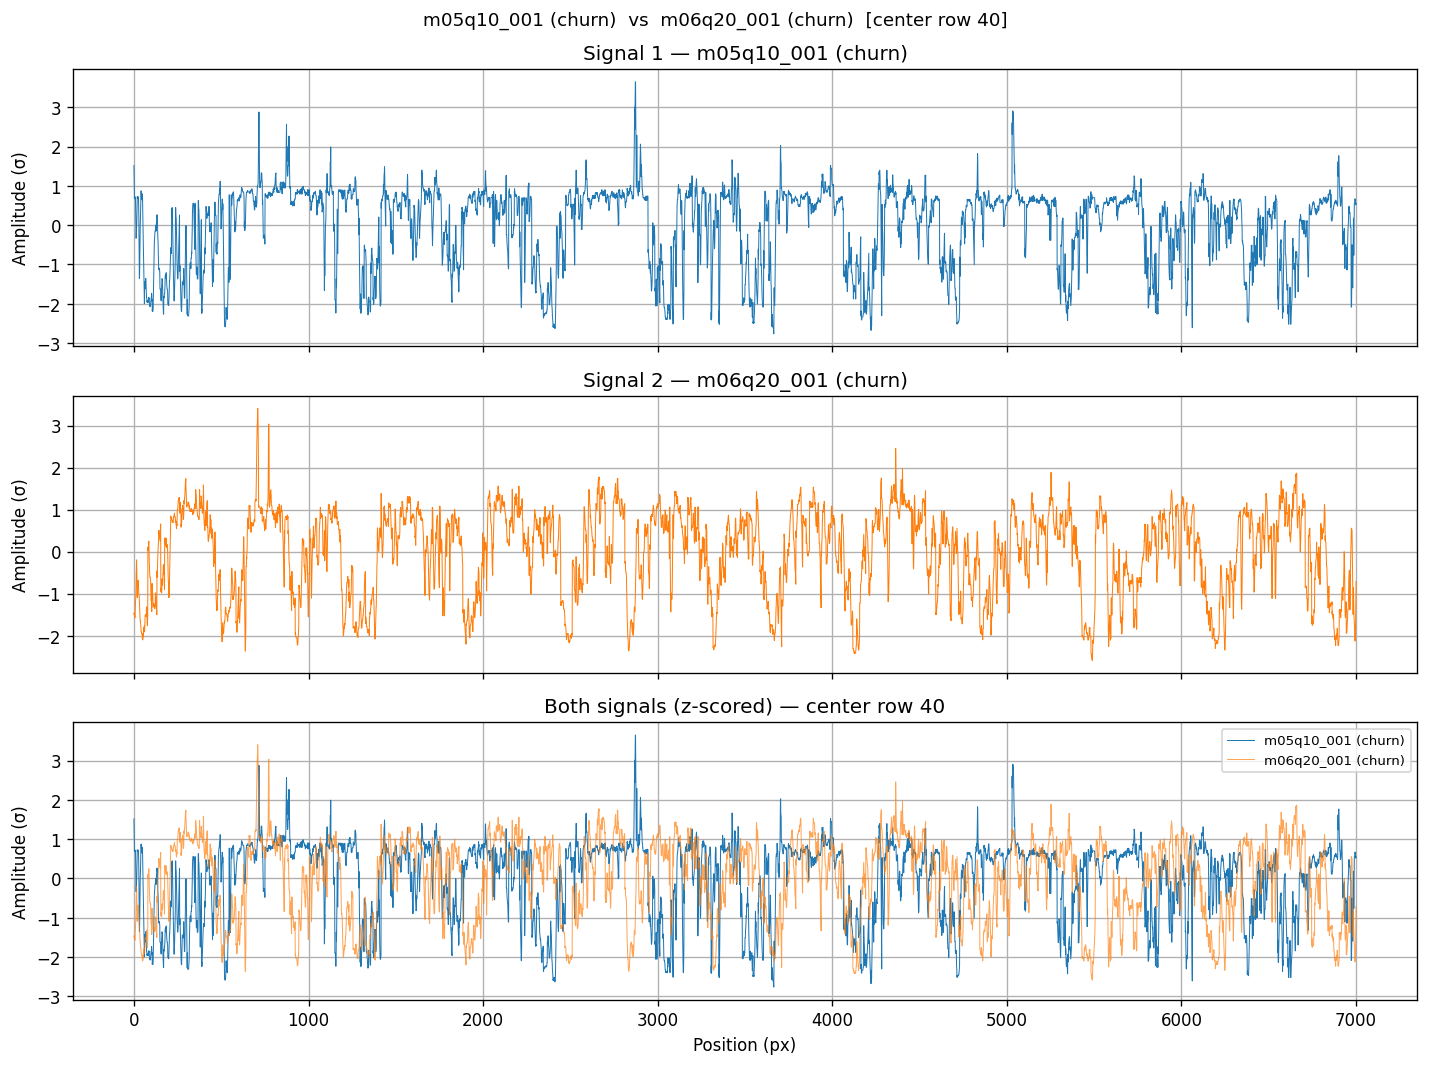 m05q10_001 (churn)  vs  m06q20_001 (churn)  [center row 40]
Signal 1 — m05q10_001 (churn)
Amplitude (σ)
3
2
1
0
−1
−2
−3
Signal 2 — m06q20_001 (churn)
Amplitude (σ)
3
2
1
0
−1
−2
Both signals (z-scored) — center row 40
Amplitude (σ)
3
2
1
0
−1
−2
−3
m05q10_001 (churn)
m06q20_001 (churn)
0 1000 2000 3000 4000 5000 6000 7000
Position (px)